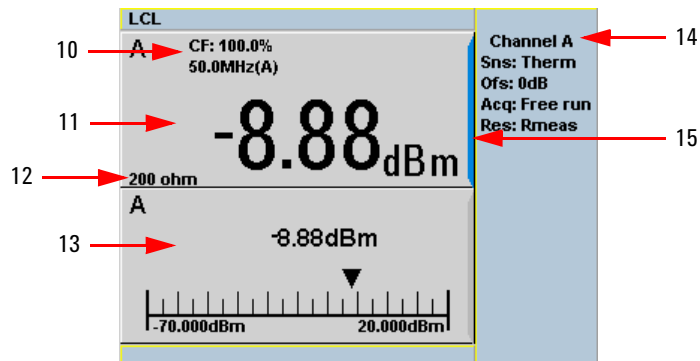 LCL
10
A
CF: 100.0%
50.0MHz(A)
11
-8.88dBm
12
200 ohm
A
13
-8.88dBm
-70.000dBm
20.000dBm
14
Channel A
Sns: Therm
Ofs: 0dB
Acq: Free run
Res: Rmeas
15